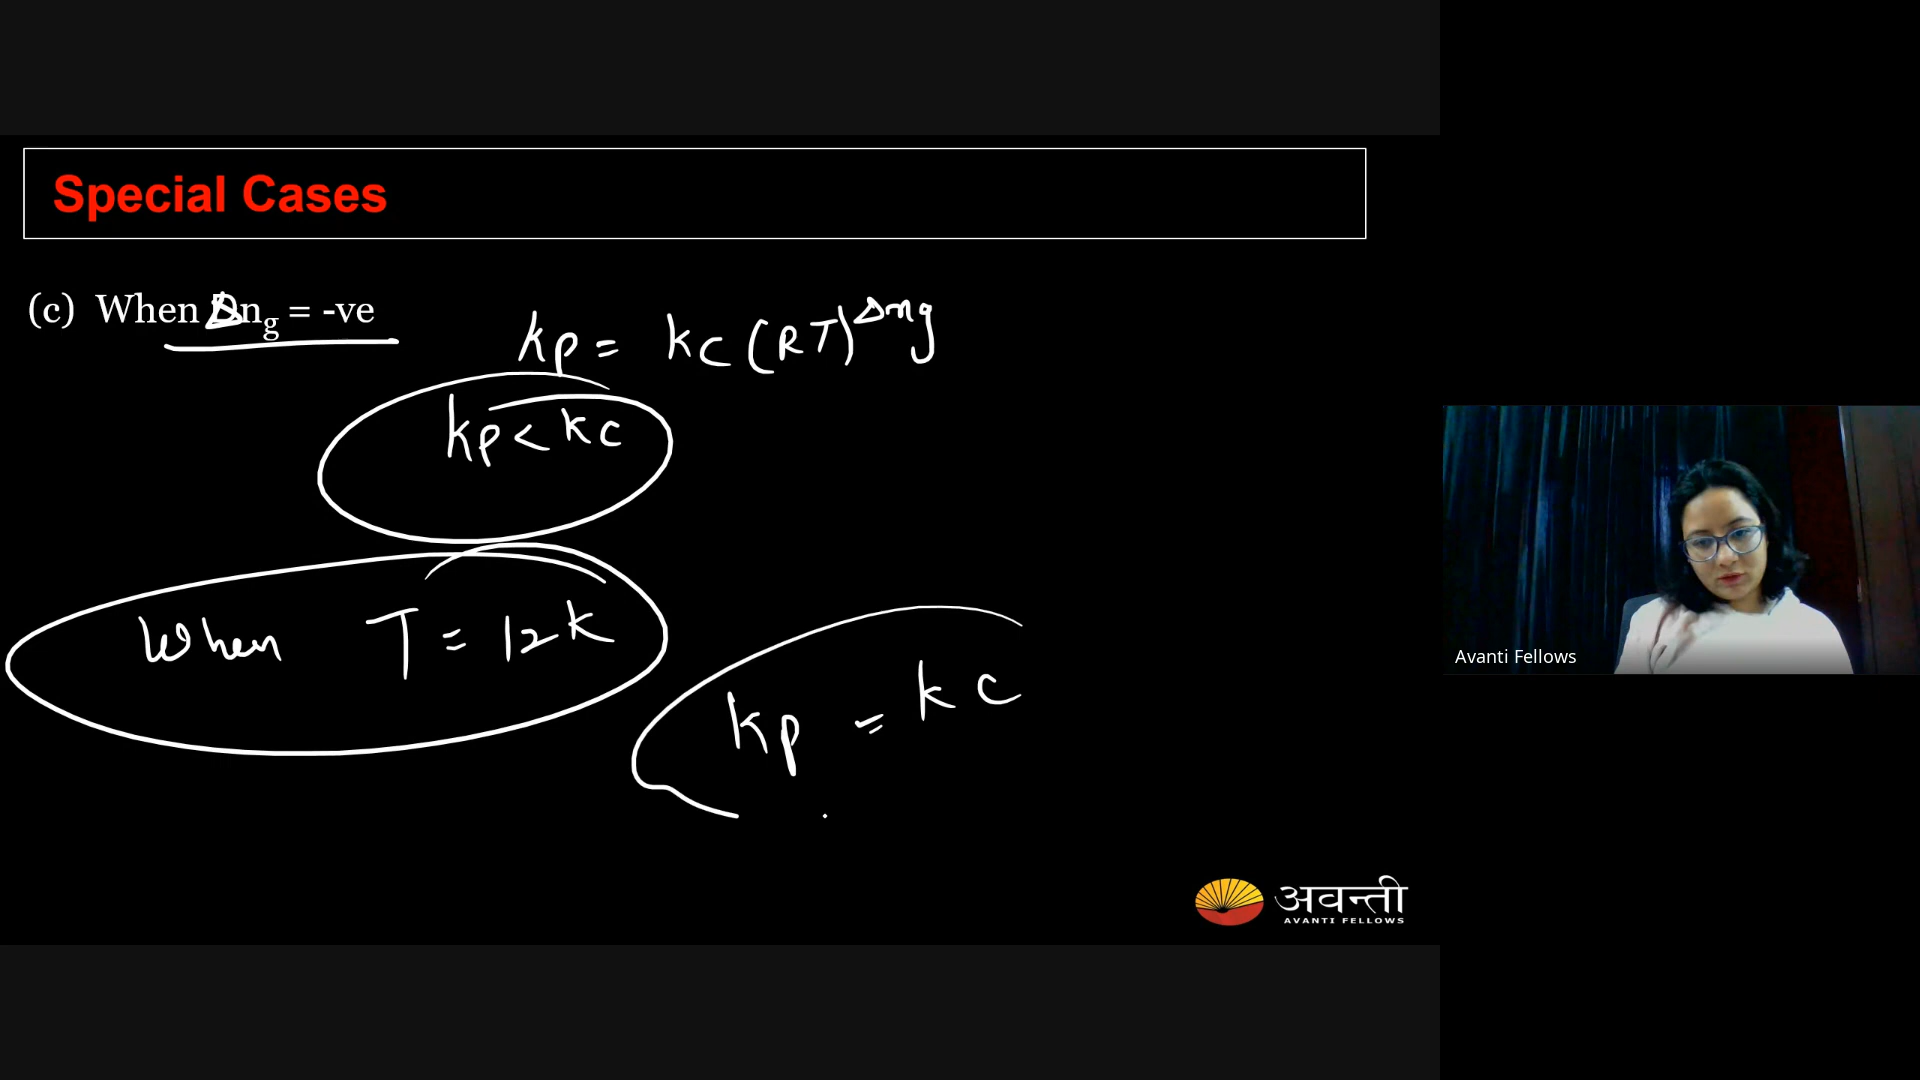 Special Cases
(c) When Δng = -ve
kp = kc (RT)^Δng
kp < kc
When T = 12k
kp = kc
Avanti Fellows
अवन्ती
AVANTI FELLOWS